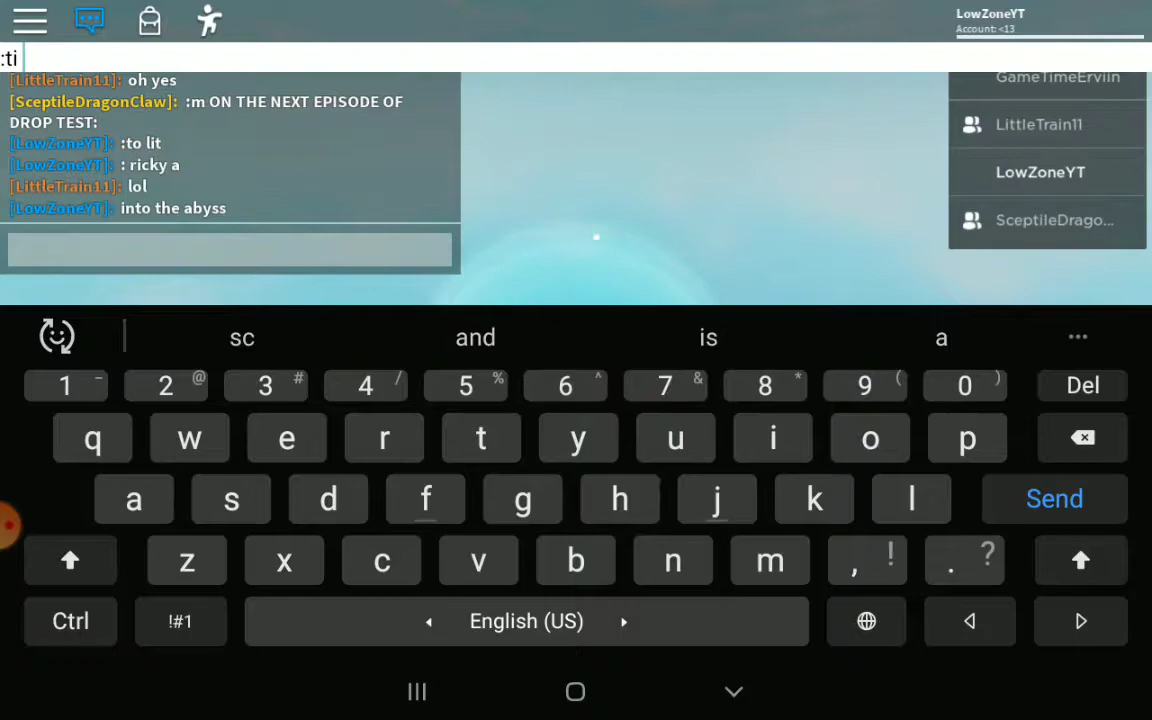 LowZoneYT
Account: <13
:ti
[LittleTrain11]: oh yes
[SceptileDragonClaw]: :m ON THE NEXT EPISODE OF
DROP TEST:
[LowZoneYT]: :to lit
[LowZoneYT]: : ricky a
[LittleTrain11]: lol
[LowZoneYT]: into the abyss
GameTimeErviIn
LittleTrain11
LowZoneYT
SceptileDrago...
sc and is a ...
1 - 2 @ 3 # 4 / 5 % 6 ^ 7 & 8 * 9 ( 0 ) Del
q w e r t y u i o p
a s d f g h j k l Send
z x c v b n m , ! . ?
Ctrl !#1 English (US)